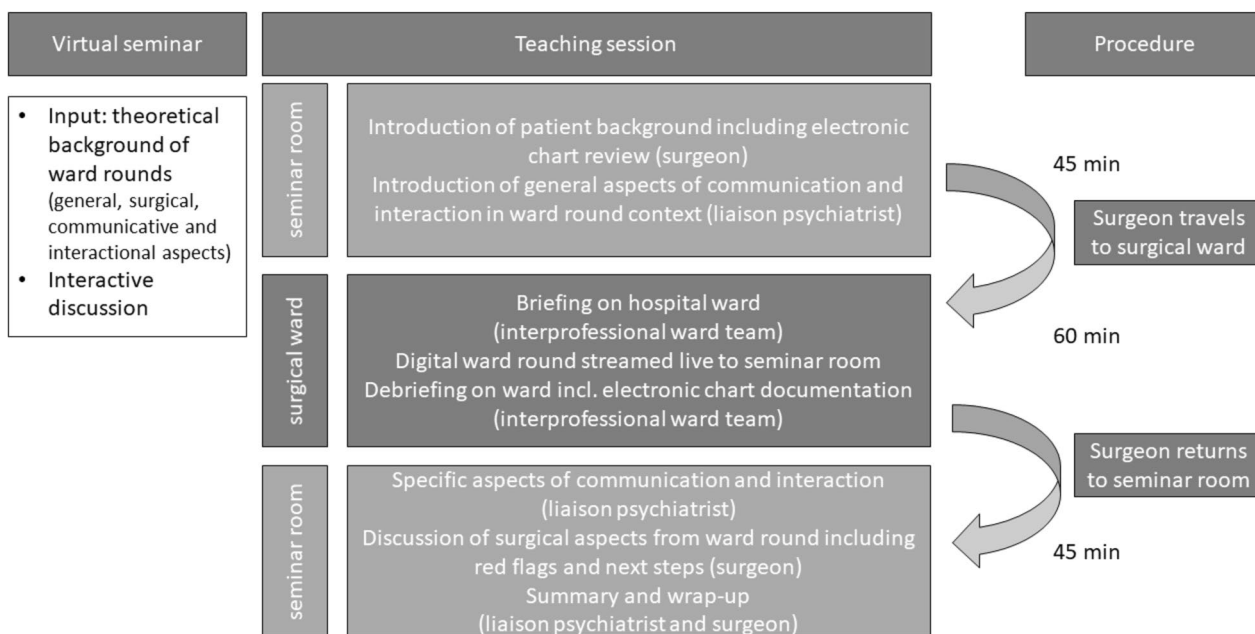 Virtual seminar
Teaching session
Procedure
• Input: theoretical
background of
ward rounds
(general, surgical,
communicative and
interactional aspects)
• Interactive
discussion
seminar room
Introduction of patient background including electronic
chart review (surgeon)
Introduction of general aspects of communication and
interaction in ward round context (liaison psychiatrist)
45 min
Surgeon travels
to surgical ward
surgical ward
Briefing on hospital ward
(interprofessional ward team)
Digital ward round streamed live to seminar room
Debriefing on ward incl. electronic chart documentation
(interprofessional ward team)
60 min
Surgeon returns
to seminar room
seminar room
Specific aspects of communication and interaction
(liaison psychiatrist)
Discussion of surgical aspects from ward round including
red flags and next steps (surgeon)
Summary and wrap-up
(liaison psychiatrist and surgeon)
45 min